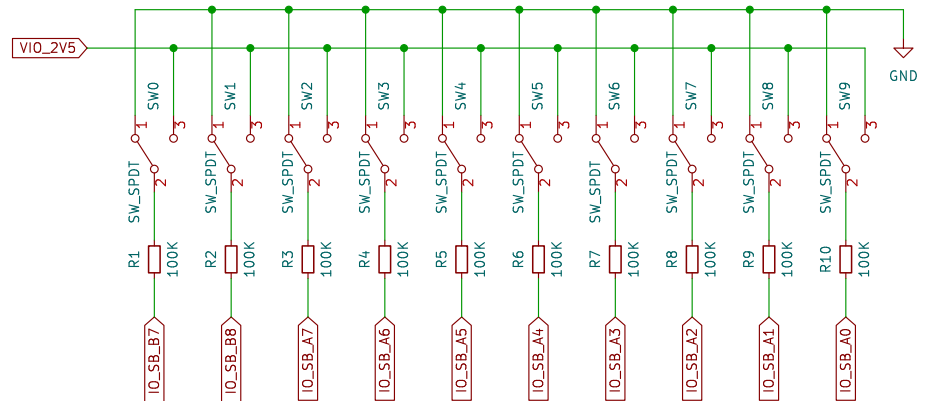 VIO_2V5
GND
SW0
SW1
SW2
SW3
SW4
SW5
SW6
SW7
SW8
SW9
1 3
1 3
1 3
1 3
1 3
1 3
1 3
1 3
1 3
1 3
SW_SPDT 2
SW_SPDT 2
SW_SPDT 2
SW_SPDT 2
SW_SPDT 2
SW_SPDT 2
SW_SPDT 2
SW_SPDT 2
SW_SPDT 2
SW_SPDT 2
R1 100K
R2 100K
R3 100K
R4 100K
R5 100K
R6 100K
R7 100K
R8 100K
R9 100K
R10 100K
IO_SB_B7
IO_SB_B8
IO_SB_A7
IO_SB_A6
IO_SB_A5
IO_SB_A4
IO_SB_A3
IO_SB_A2
IO_SB_A1
IO_SB_A0